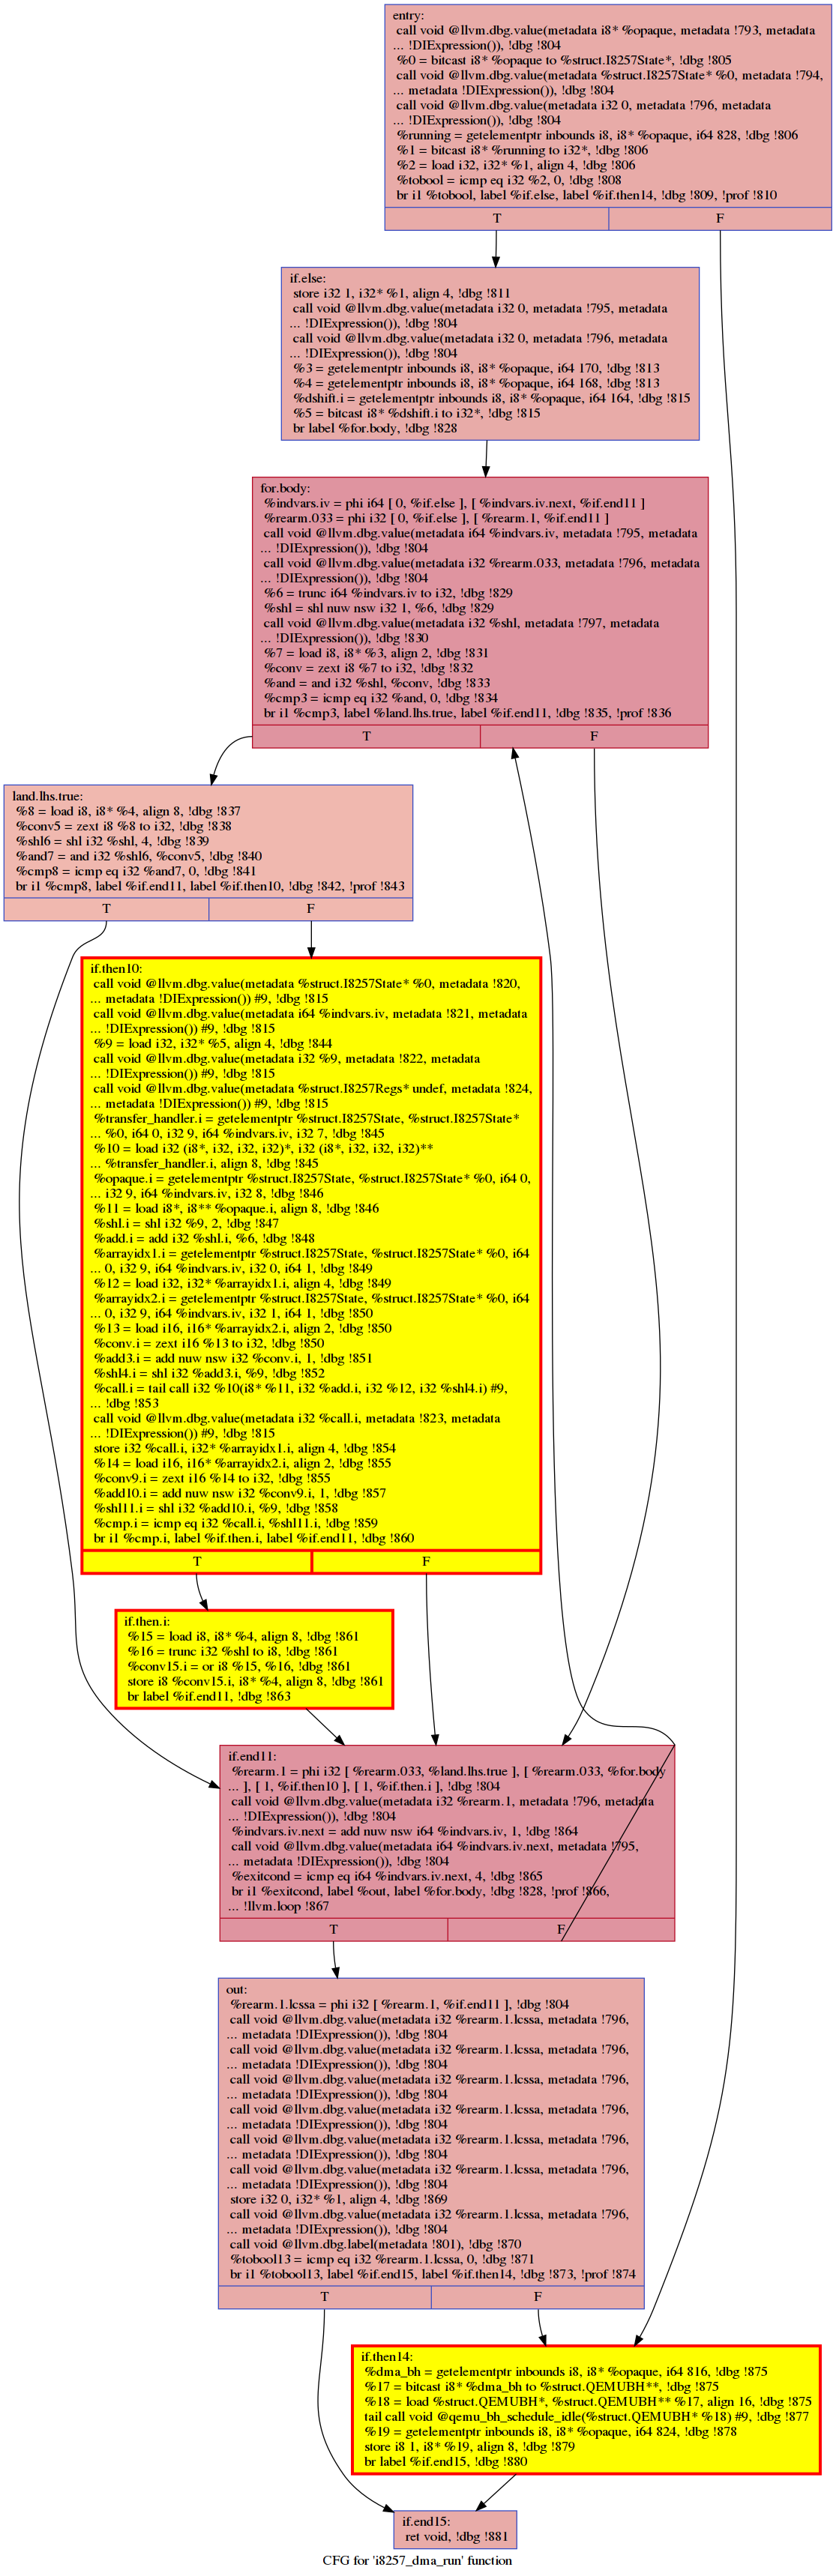 entry:
call void @llvm.dbg.value(metadata i8* %opaque, metadata !793, metadata
... !DIExpression()), !dbg !804
%0 = bitcast i8* %opaque to %struct.I8257State*, !dbg !805
call void @llvm.dbg.value(metadata %struct.I8257State* %0, metadata !794,
... metadata !DIExpression()), !dbg !804
call void @llvm.dbg.value(metadata i32 0, metadata !796, metadata
... !DIExpression()), !dbg !804
%running = getelementptr inbounds i8, i8* %opaque, i64 828, !dbg !806
%1 = bitcast i8* %running to i32*, !dbg !806
%2 = load i32, i32* %1, align 4, !dbg !806
%tobool = icmp eq i32 %2, 0, !dbg !808
br i1 %tobool, label %if.else, label %if.then14, !dbg !809, !prof !810
T F
if.else:
store i32 1, i32* %1, align 4, !dbg !811
call void @llvm.dbg.value(metadata i32 0, metadata !795, metadata
... !DIExpression()), !dbg !804
call void @llvm.dbg.value(metadata i32 0, metadata !796, metadata
... !DIExpression()), !dbg !804
%3 = getelementptr inbounds i8, i8* %opaque, i64 170, !dbg !813
%4 = getelementptr inbounds i8, i8* %opaque, i64 168, !dbg !813
%dshift.i = getelementptr inbounds i8, i8* %opaque, i64 164, !dbg !815
%5 = bitcast i8* %dshift.i to i32*, !dbg !815
br label %for.body, !dbg !828
for.body:
%indvars.iv = phi i64 [ 0, %if.else ], [ %indvars.iv.next, %if.end11 ]
%rearm.033 = phi i32 [ 0, %if.else ], [ %rearm.1, %if.end11 ]
call void @llvm.dbg.value(metadata i64 %indvars.iv, metadata !795, metadata
... !DIExpression()), !dbg !804
call void @llvm.dbg.value(metadata i32 %rearm.033, metadata !796, metadata
... !DIExpression()), !dbg !804
%6 = trunc i64 %indvars.iv to i32, !dbg !829
%shl = shl nuw nsw i32 1, %6, !dbg !829
call void @llvm.dbg.value(metadata i32 %shl, metadata !797, metadata
... !DIExpression()), !dbg !830
%7 = load i8, i8* %3, align 2, !dbg !831
%conv = zext i8 %7 to i32, !dbg !832
%and = and i32 %shl, %conv, !dbg !833
%cmp3 = icmp eq i32 %and, 0, !dbg !834
br i1 %cmp3, label %land.lhs.true, label %if.end11, !dbg !835, !prof !836
T F
land.lhs.true:
%8 = load i8, i8* %4, align 8, !dbg !837
%conv5 = zext i8 %8 to i32, !dbg !838
%shl6 = shl i32 %shl, 4, !dbg !839
%and7 = and i32 %shl6, %conv5, !dbg !840
%cmp8 = icmp eq i32 %and7, 0, !dbg !841
br i1 %cmp8, label %if.end11, label %if.then10, !dbg !842, !prof !843
T F
if.then10:
call void @llvm.dbg.value(metadata %struct.I8257State* %0, metadata !820,
... metadata !DIExpression()) #9, !dbg !815
call void @llvm.dbg.value(metadata i64 %indvars.iv, metadata !821, metadata
... !DIExpression()) #9, !dbg !815
%9 = load i32, i32* %5, align 4, !dbg !844
call void @llvm.dbg.value(metadata i32 %9, metadata !822, metadata
... !DIExpression()) #9, !dbg !815
call void @llvm.dbg.value(metadata %struct.I8257Regs* undef, metadata !824,
... metadata !DIExpression()) #9, !dbg !815
%transfer_handler.i = getelementptr %struct.I8257State, %struct.I8257State*
... %0, i64 0, i32 9, i64 %indvars.iv, i32 7, !dbg !845
%10 = load i32 (i8*, i32, i32, i32)*, i32 (i8*, i32, i32, i32)**
... %transfer_handler.i, align 8, !dbg !845
%opaque.i = getelementptr %struct.I8257State, %struct.I8257State* %0, i64 0,
... i32 9, i64 %indvars.iv, i32 8, !dbg !846
%11 = load i8*, i8** %opaque.i, align 8, !dbg !846
%shl.i = shl i32 %9, 2, !dbg !847
%add.i = add i32 %shl.i, %6, !dbg !848
%arrayidx1.i = getelementptr %struct.I8257State, %struct.I8257State* %0, i64
... 0, i32 9, i64 %indvars.iv, i32 0, i64 1, !dbg !849
%12 = load i32, i32* %arrayidx1.i, align 4, !dbg !849
%arrayidx2.i = getelementptr %struct.I8257State, %struct.I8257State* %0, i64
... 0, i32 9, i64 %indvars.iv, i32 1, i64 1, !dbg !850
%13 = load i16, i16* %arrayidx2.i, align 2, !dbg !850
%conv.i = zext i16 %13 to i32, !dbg !850
%add3.i = add nuw nsw i32 %conv.i, 1, !dbg !851
%shl4.i = shl i32 %add3.i, %9, !dbg !852
%call.i = tail call i32 %10(i8* %11, i32 %add.i, i32 %12, i32 %shl4.i) #9,
... !dbg !853
call void @llvm.dbg.value(metadata i32 %call.i, metadata !823, metadata
... !DIExpression()) #9, !dbg !815
store i32 %call.i, i32* %arrayidx1.i, align 4, !dbg !854
%14 = load i16, i16* %arrayidx2.i, align 2, !dbg !855
%conv9.i = zext i16 %14 to i32, !dbg !855
%add10.i = add nuw nsw i32 %conv9.i, 1, !dbg !857
%shl11.i = shl i32 %add10.i, %9, !dbg !858
%cmp.i = icmp eq i32 %call.i, %shl11.i, !dbg !859
br i1 %cmp.i, label %if.then.i, label %if.end11, !dbg !860
T F
if.then.i:
%15 = load i8, i8* %4, align 8, !dbg !861
%16 = trunc i32 %shl to i8, !dbg !861
%conv15.i = or i8 %15, %16, !dbg !861
store i8 %conv15.i, i8* %4, align 8, !dbg !861
br label %if.end11, !dbg !863
if.end11:
%rearm.1 = phi i32 [ %rearm.033, %land.lhs.true ], [ %rearm.033, %for.body
... ], [ 1, %if.then10 ], [ 1, %if.then.i ], !dbg !804
call void @llvm.dbg.value(metadata i32 %rearm.1, metadata !796, metadata
... !DIExpression()), !dbg !804
%indvars.iv.next = add nuw nsw i64 %indvars.iv, 1, !dbg !864
call void @llvm.dbg.value(metadata i64 %indvars.iv.next, metadata !795,
... metadata !DIExpression()), !dbg !804
%exitcond = icmp eq i64 %indvars.iv.next, 4, !dbg !865
br i1 %exitcond, label %out, label %for.body, !dbg !828, !prof !866,
... !llvm.loop !867
T F
out:
%rearm.1.lcssa = phi i32 [ %rearm.1, %if.end11 ], !dbg !804
call void @llvm.dbg.value(metadata i32 %rearm.1.lcssa, metadata !796,
... metadata !DIExpression()), !dbg !804
call void @llvm.dbg.value(metadata i32 %rearm.1.lcssa, metadata !796,
... metadata !DIExpression()), !dbg !804
call void @llvm.dbg.value(metadata i32 %rearm.1.lcssa, metadata !796,
... metadata !DIExpression()), !dbg !804
call void @llvm.dbg.value(metadata i32 %rearm.1.lcssa, metadata !796,
... metadata !DIExpression()), !dbg !804
call void @llvm.dbg.value(metadata i32 %rearm.1.lcssa, metadata !796,
... metadata !DIExpression()), !dbg !804
call void @llvm.dbg.value(metadata i32 %rearm.1.lcssa, metadata !796,
... metadata !DIExpression()), !dbg !804
store i32 0, i32* %1, align 4, !dbg !869
call void @llvm.dbg.value(metadata i32 %rearm.1.lcssa, metadata !796,
... metadata !DIExpression()), !dbg !804
call void @llvm.dbg.label(metadata !801), !dbg !870
%tobool13 = icmp eq i32 %rearm.1.lcssa, 0, !dbg !871
br i1 %tobool13, label %if.end15, label %if.then14, !dbg !873, !prof !874
T F
if.then14:
%dma_bh = getelementptr inbounds i8, i8* %opaque, i64 816, !dbg !875
%17 = bitcast i8* %dma_bh to %struct.QEMUBH**, !dbg !875
%18 = load %struct.QEMUBH*, %struct.QEMUBH** %17, align 16, !dbg !875
tail call void @qemu_bh_schedule_idle(%struct.QEMUBH* %18) #9, !dbg !877
%19 = getelementptr inbounds i8, i8* %opaque, i64 824, !dbg !878
store i8 1, i8* %19, align 8, !dbg !879
br label %if.end15, !dbg !880
if.end15:
ret void, !dbg !881
CFG for 'i8257_dma_run' function